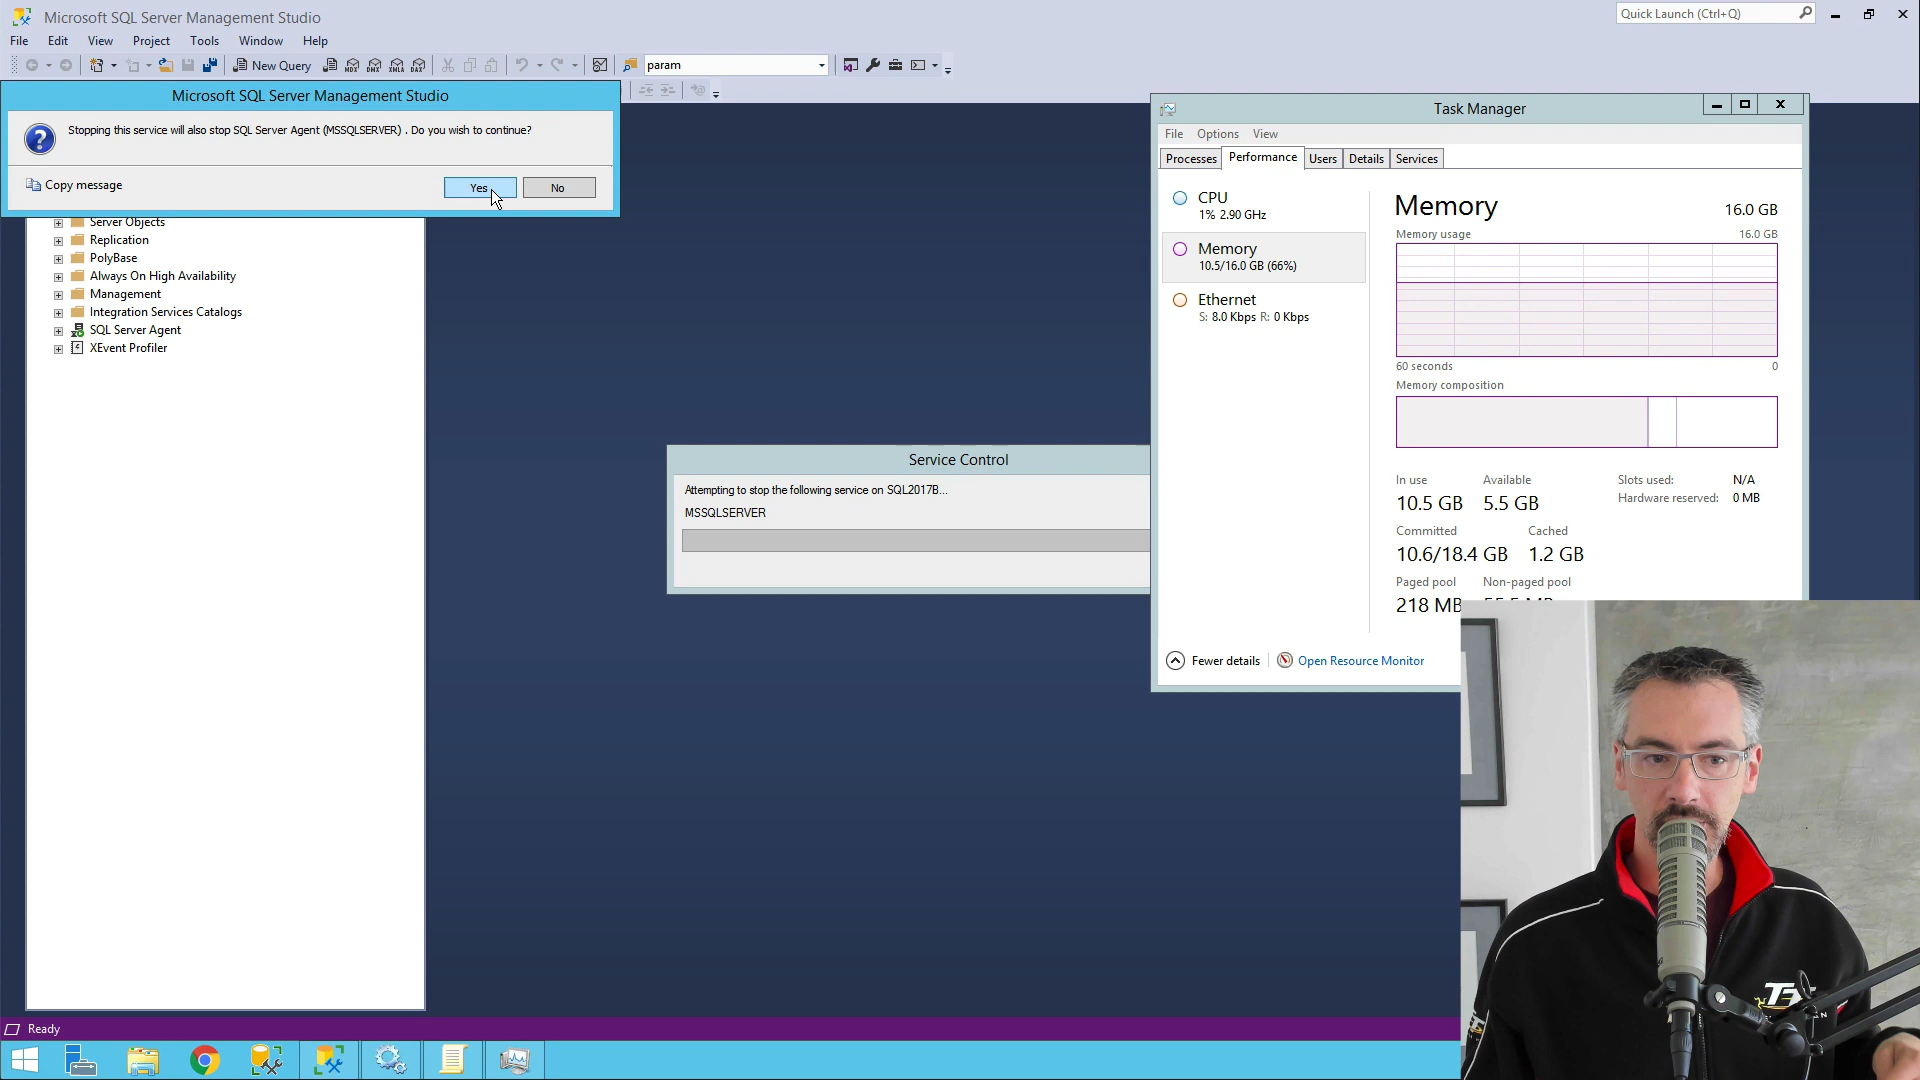 Microsoft SQL Server Management Studio
Quick Launch (Ctrl+Q)
File Edit View Project Tools Window Help
New Query
MDX DMX XMLA DAX
param
Microsoft SQL Server Management Studio
Stopping this service will also stop SQL Server Agent (MSSQLSERVER) . Do you wish to continue?
Copy message
Yes
No
Server Objects
Replication
PolyBase
Always On High Availability
Management
Integration Services Catalogs
SQL Server Agent
XEvent Profiler
Service Control
Attempting to stop the following service on SQL2017B...
MSSQLSERVER
Task Manager
File Options View
Processes Performance Users Details Services
CPU
1% 2.90 GHz
Memory
10.5/16.0 GB (66%)
Ethernet
S: 8.0 Kbps R: 0 Kbps
Memory 16.0 GB
Memory usage 16.0 GB
60 seconds 0
Memory composition
In use Available
10.5 GB 5.5 GB
Slots used: N/A
Hardware reserved: 0 MB
Committed Cached
10.6/18.4 GB 1.2 GB
Paged pool Non-paged pool
218 MB
Fewer details
Open Resource Monitor
Ready